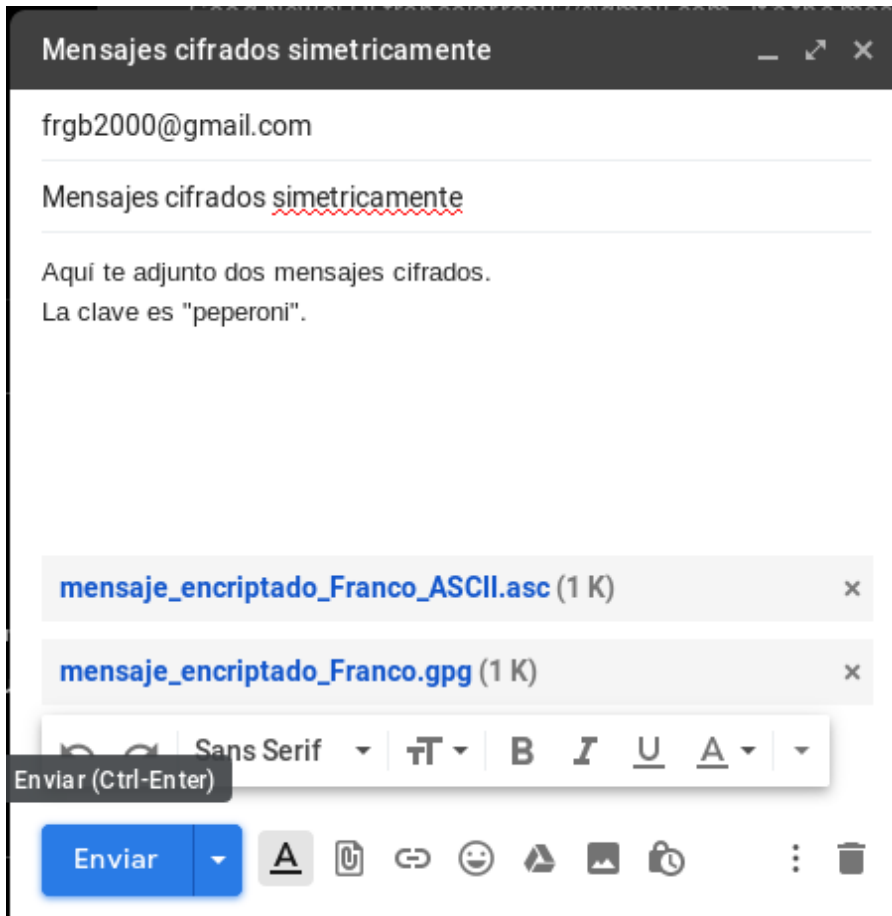 Mensajes cifrados simetricamente
frgb2000@gmail.com
Mensajes cifrados simetricamente
Aquí te adjunto dos mensajes cifrados.
La clave es "peperoni".
mensaje_encriptado_Franco_ASCII.asc (1 K)
mensaje_encriptado_Franco.gpg (1 K)
Sans Serif
B I U A
Enviar (Ctrl-Enter)
Enviar A